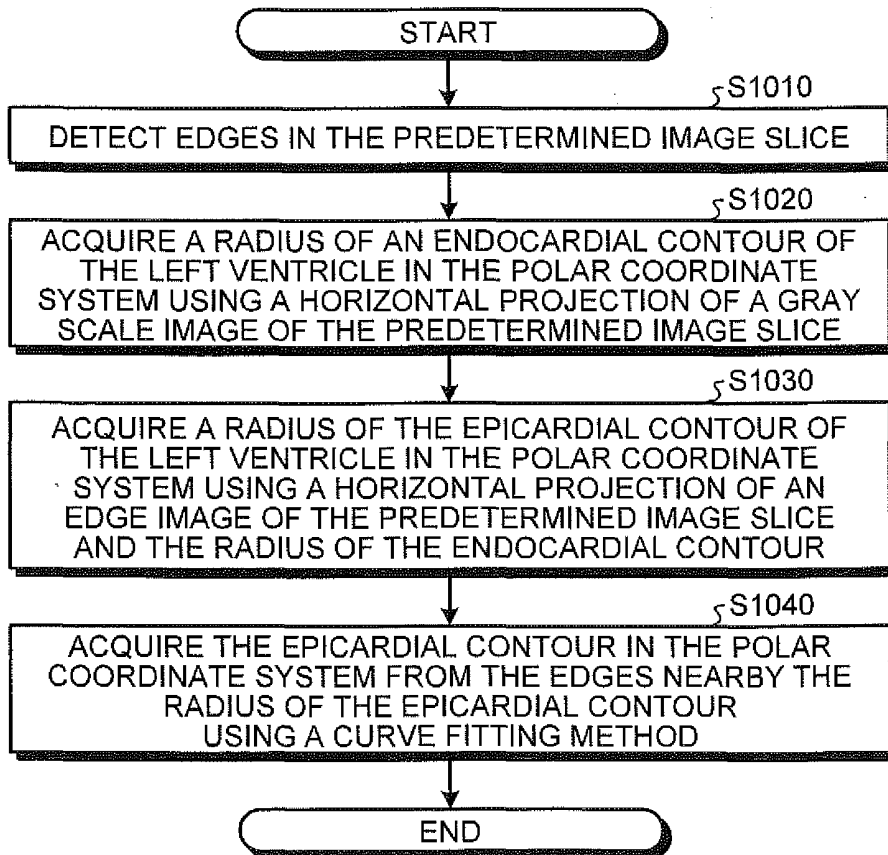 START
S1010
DETECT EDGES IN THE PREDETERMINED IMAGE SLICE
S1020
ACQUIRE A RADIUS OF AN ENDOCARDIAL CONTOUR OF
THE LEFT VENTRICLE IN THE POLAR COORDINATE
SYSTEM USING A HORIZONTAL PROJECTION OF A GRAY
SCALE IMAGE OF THE PREDETERMINED IMAGE SLICE
S1030
ACQUIRE A RADIUS OF THE EPICARDIAL CONTOUR OF
THE LEFT VENTRICLE IN THE POLAR COORDINATE
SYSTEM USING A HORIZONTAL PROJECTION OF AN
EDGE IMAGE OF THE PREDETERMINED IMAGE SLICE
AND THE RADIUS OF THE ENDOCARDIAL CONTOUR
S1040
ACQUIRE THE EPICARDIAL CONTOUR IN THE POLAR
COORDINATE SYSTEM FROM THE EDGES NEARBY THE
RADIUS OF THE EPICARDIAL CONTOUR
USING A CURVE FITTING METHOD
END